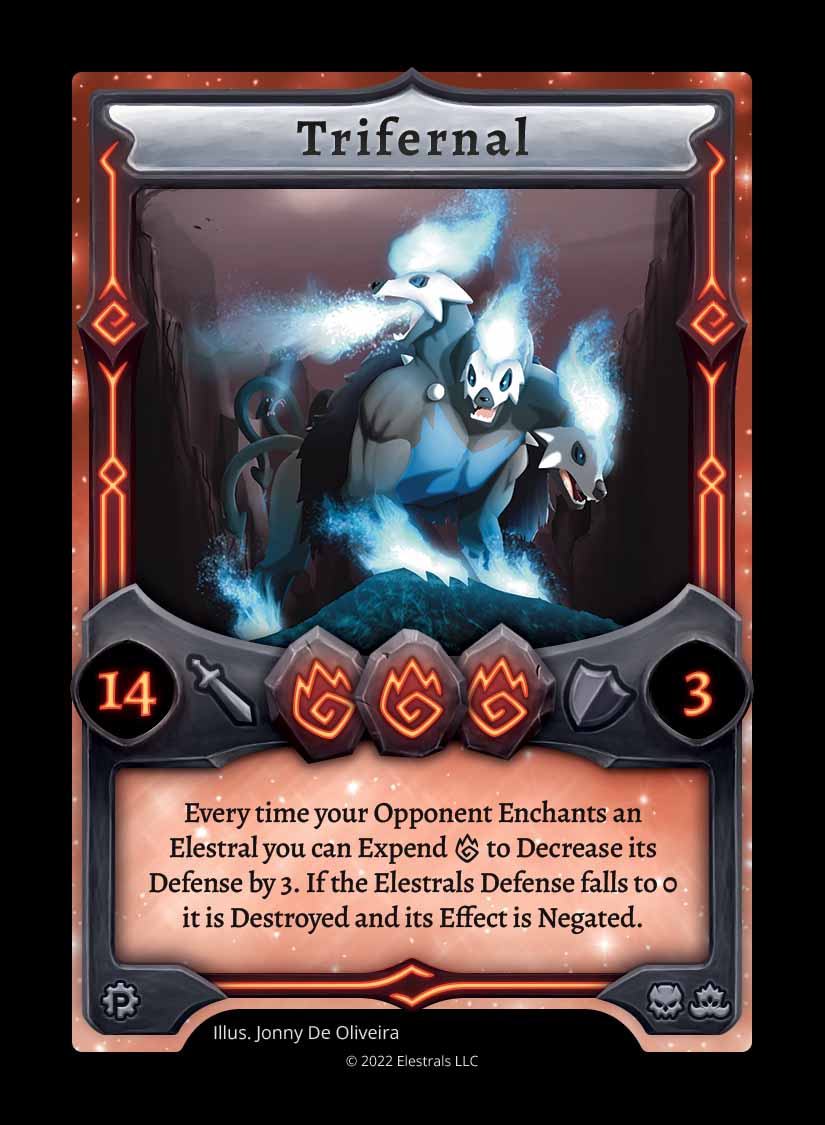 Trifernal
14
3
Every time your Opponent Enchants an
Elestral you can Expend to Decrease its
Defense by 3. If the Elestrals Defense falls to 0
it is Destroyed and its Effect is Negated.
P
Illus. Jonny De Oliveira
© 2022 Elestrals LLC